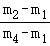 m₂ − m₁
m₄ − m₁